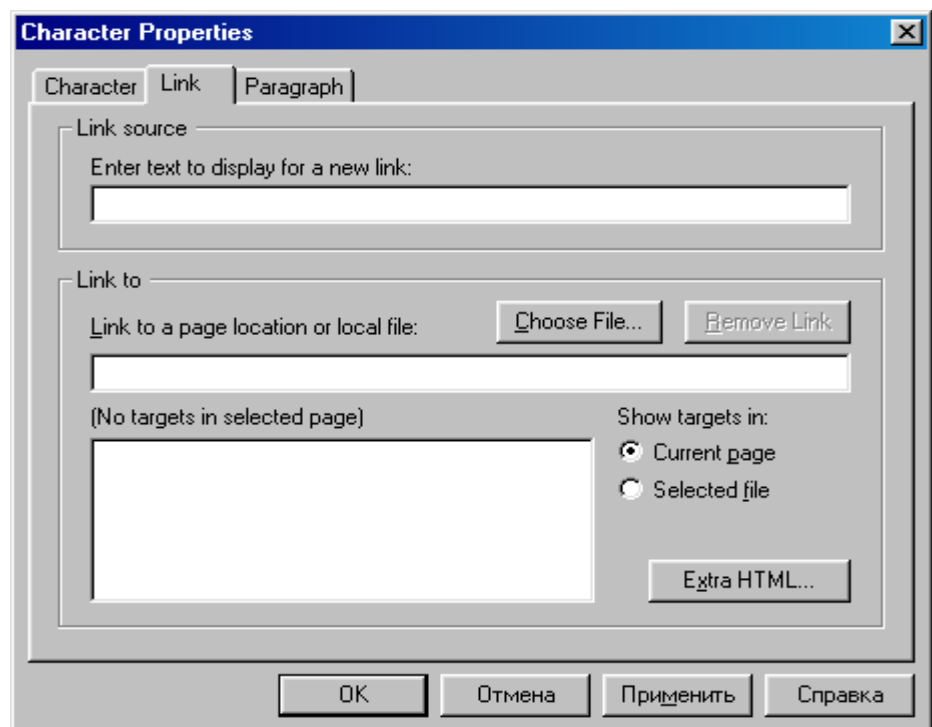 Character Properties
Character Link Paragraph
Link source
Enter text to display for a new link:
Link to
Link to a page location or local file: Choose File... Remove Link
(No targets in selected page) Show targets in:
Current page
Selected file
Extra HTML...
OK Отмена Применить Справка